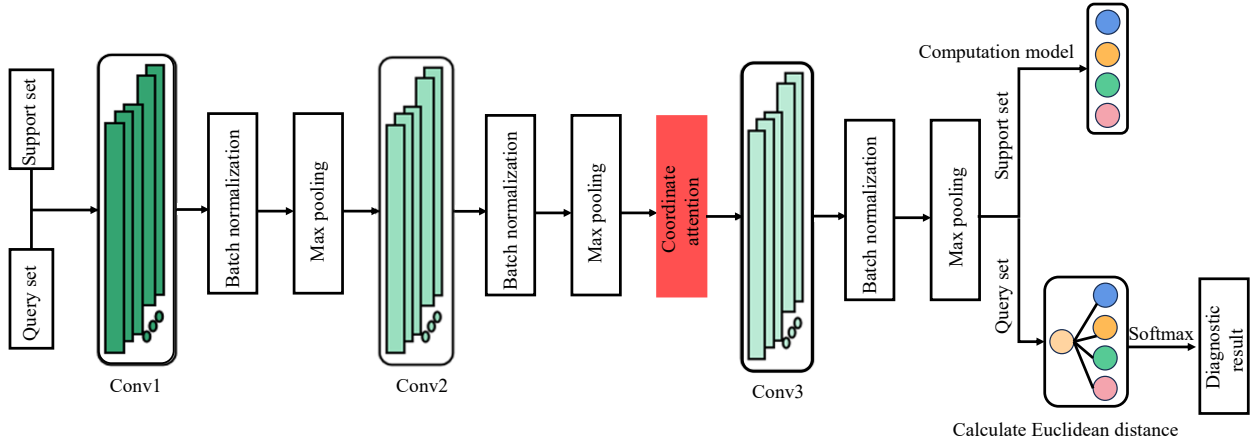 Support set
Query set
Conv1
Batch normalization
Max pooling
Conv2
Batch normalization
Max pooling
Coordinate
attention
Conv3
Batch normalization
Max pooling
Support set
Computation model
Query set
Calculate Euclidean distance
Softmax
Diagnostic
result